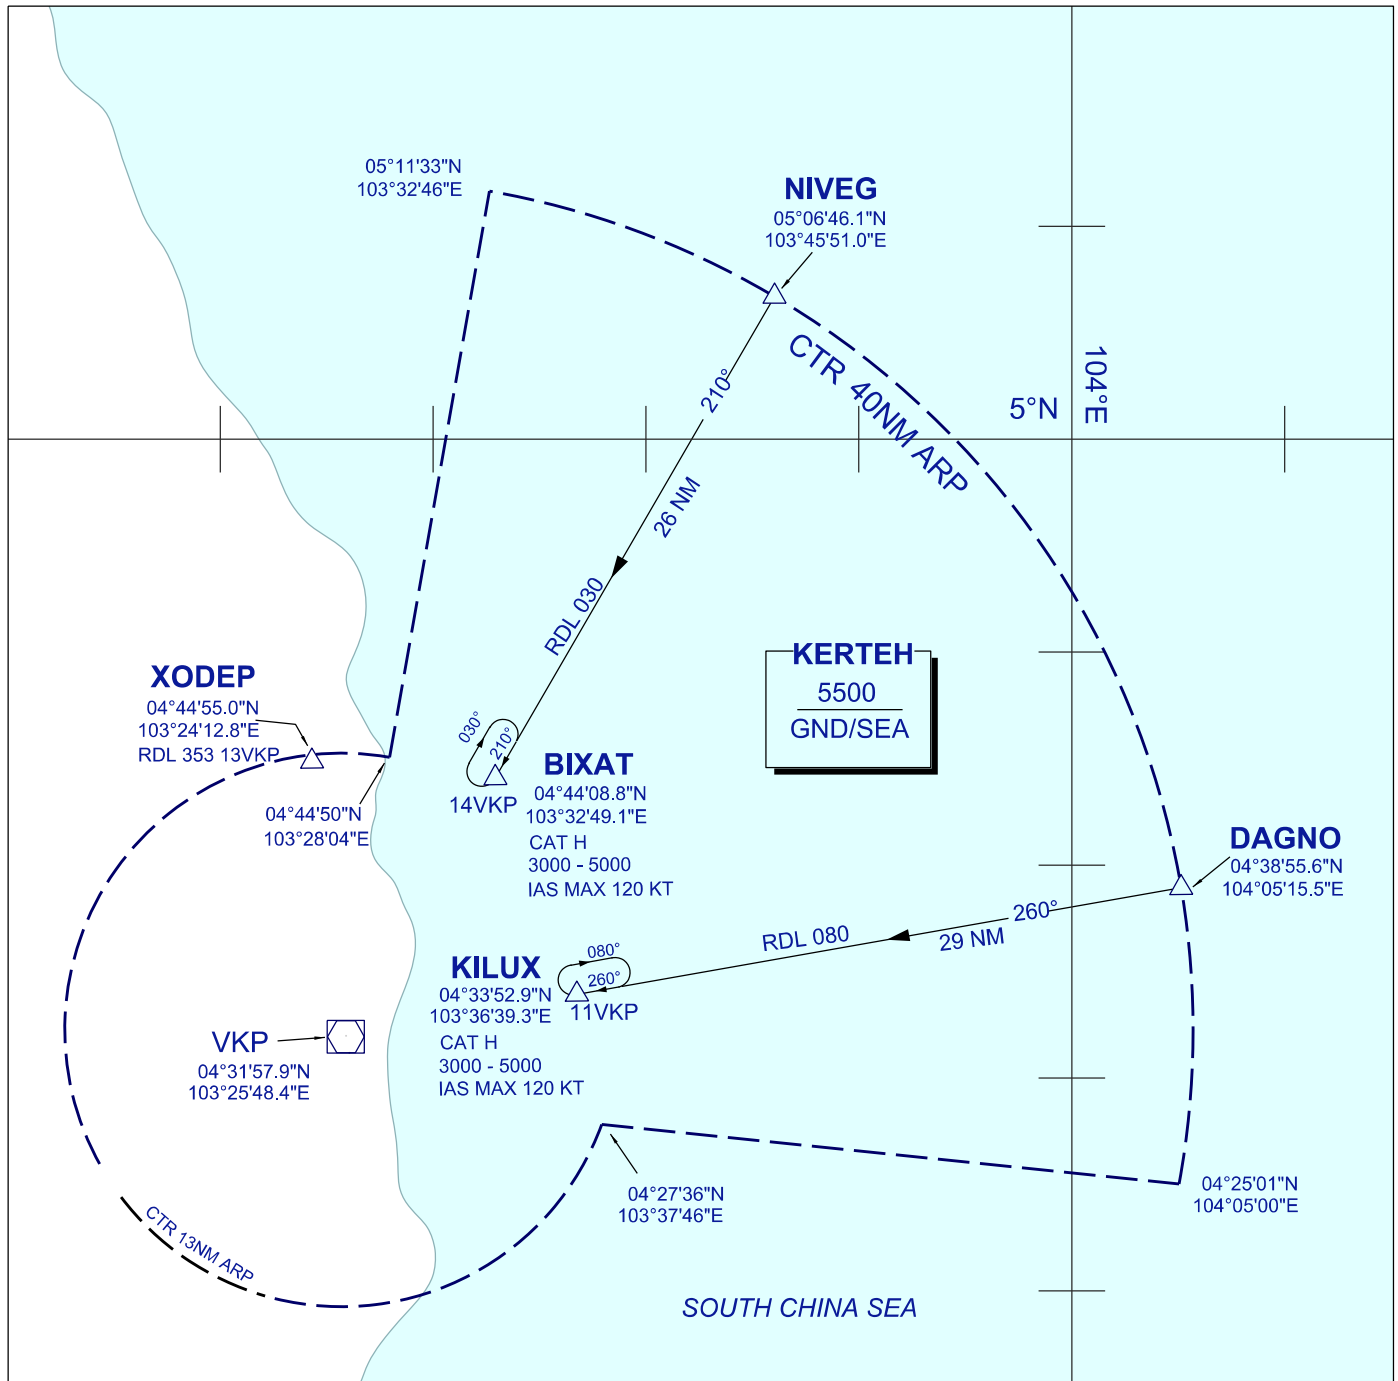 05°11'33"N
103°32'46"E
NIVEG
05°06'46.1"N
103°45'51.0"E
CTR 40NM ARP
104°E
5°N
210°
26 NM
RDL 030
XODEP
04°44'55.0"N
103°24'12.8"E
RDL 353 13VKP
KERTEH
5500
GND/SEA
030°
210°
14VKP
BIXAT
04°44'08.8"N
103°32'49.1"E
CAT H
3000 - 5000
IAS MAX 120 KT
04°44'50"N
103°28'04"E
DAGNO
04°38'55.6"N
104°05'15.5"E
260°
29 NM
RDL 080
080°
260°
11VKP
KILUX
04°33'52.9"N
103°36'39.3"E
CAT H
3000 - 5000
IAS MAX 120 KT
VKP
04°31'57.9"N
103°25'48.4"E
04°27'36"N
103°37'46"E
04°25'01"N
104°05'00"E
CTR 13NM ARP
SOUTH CHINA SEA